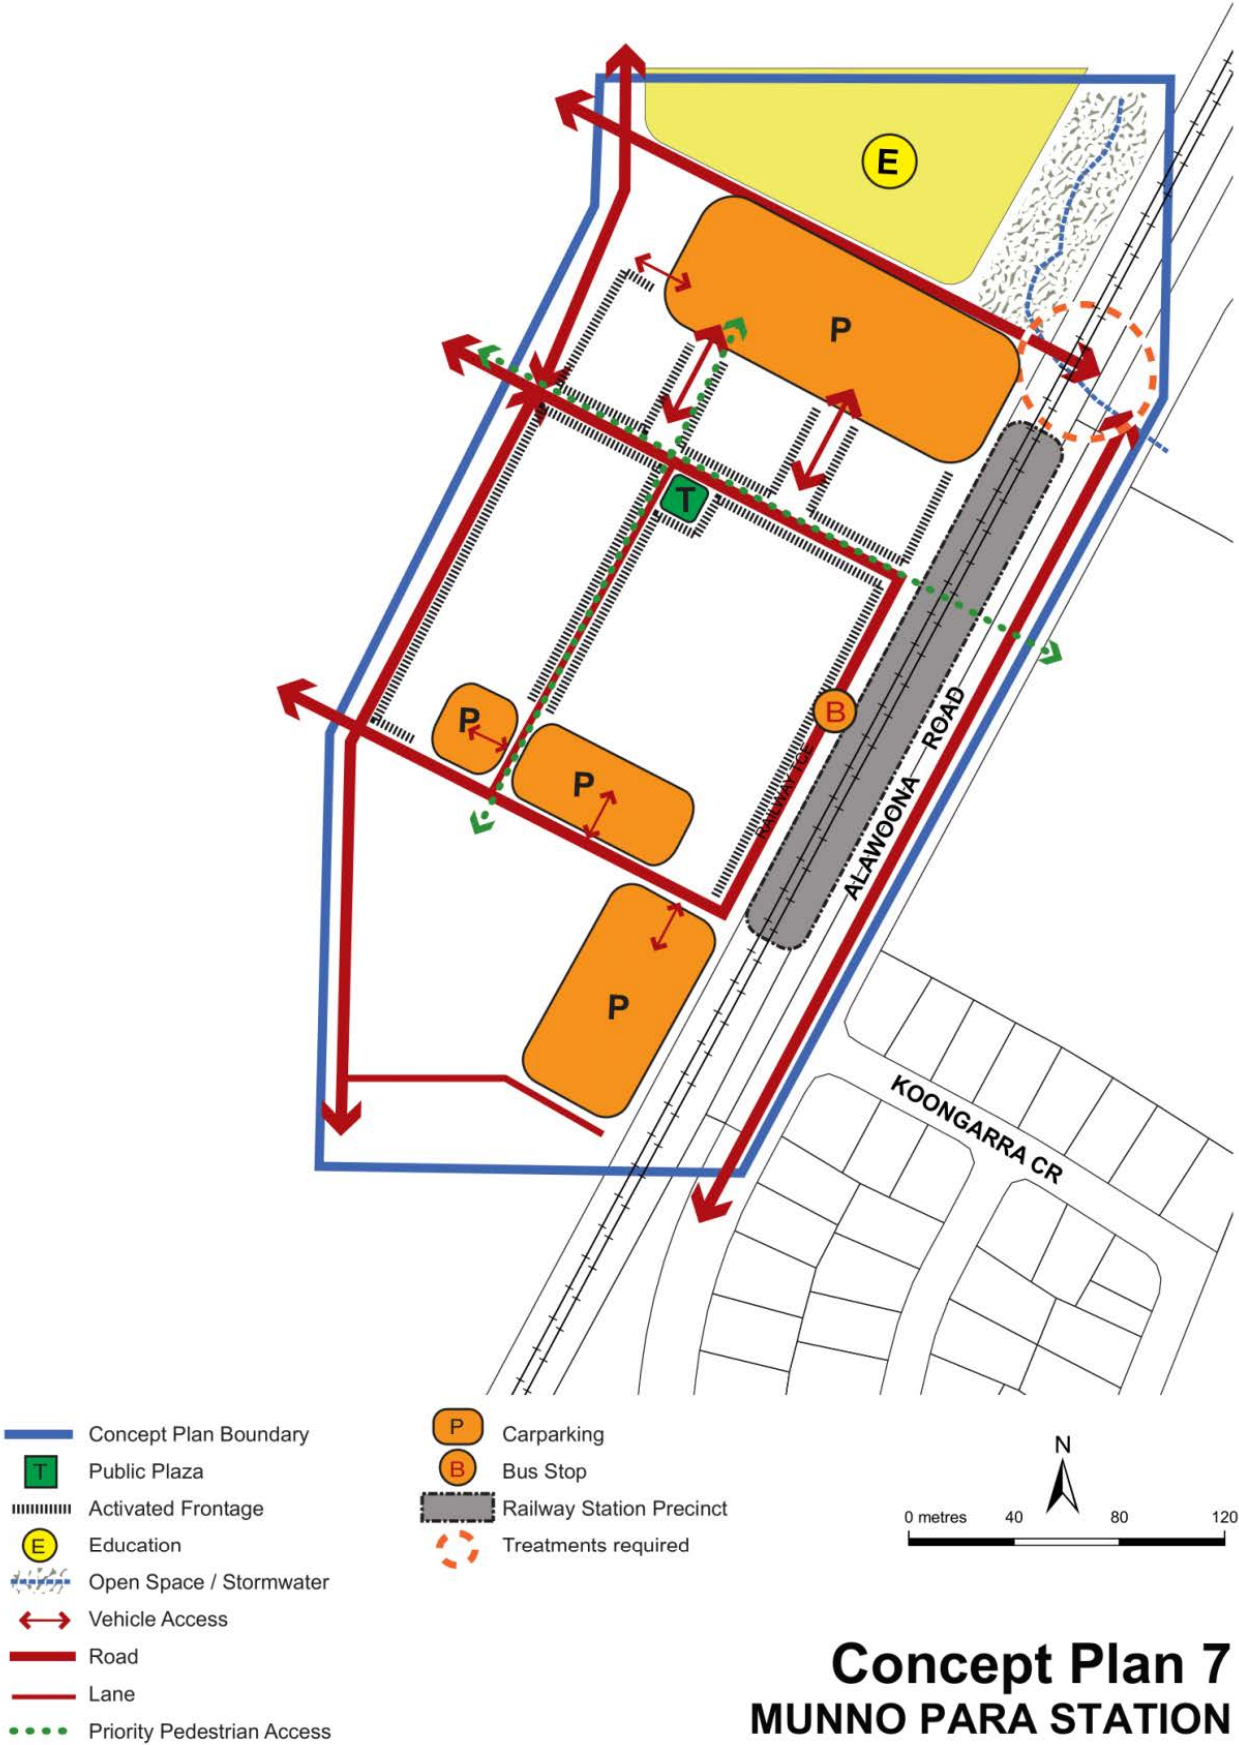 E
P
T
P
B
RAILWAY TCE
ALAWOONA ROAD
P
P
KOONGARRA CR
Concept Plan Boundary
T Public Plaza
Activated Frontage
E Education
Open Space / Stormwater
Vehicle Access
Road
Lane
Priority Pedestrian Access
P Carparking
B Bus Stop
Railway Station Precinct
Treatments required
N
0 metres 40 80 120
Concept Plan 7
MUNNO PARA STATION